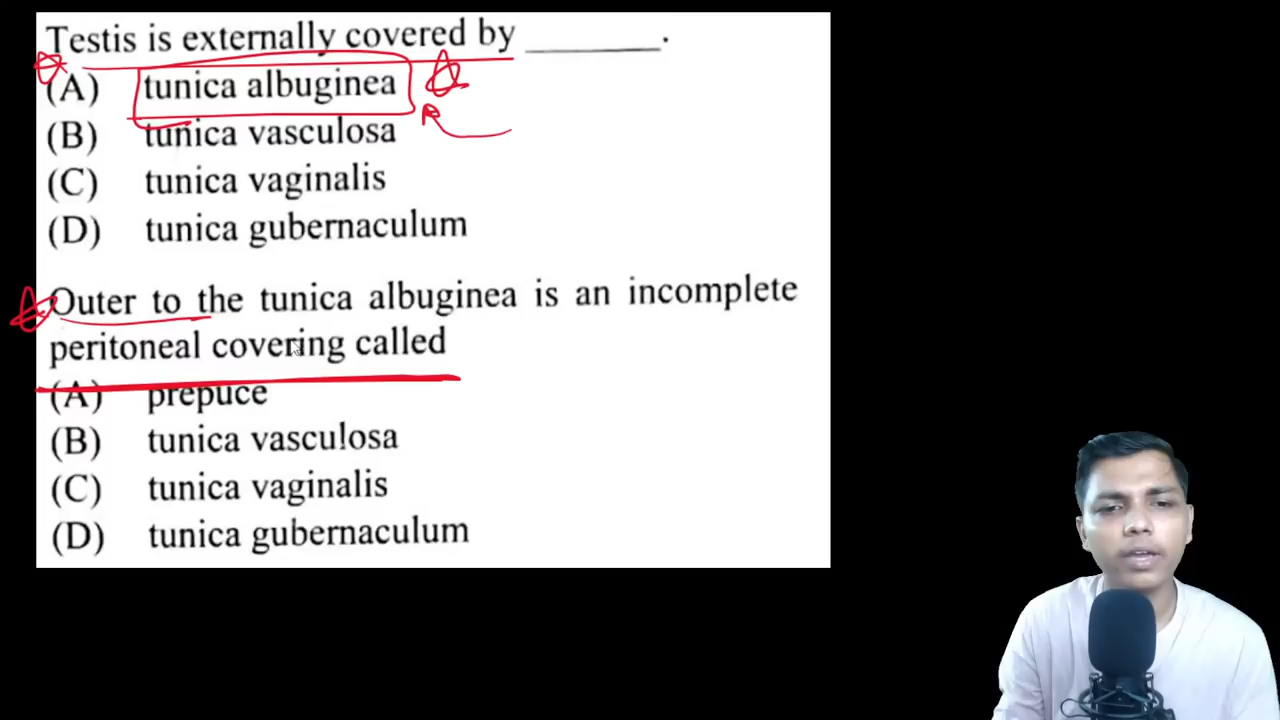 Testis is externally covered by ________.
(A) tunica albuginea
(B) tunica vasculosa
(C) tunica vaginalis
(D) tunica gubernaculum
Outer to the tunica albuginea is an incomplete
peritoneal covering called
(A) prepuce
(B) tunica vasculosa
(C) tunica vaginalis
(D) tunica gubernaculum